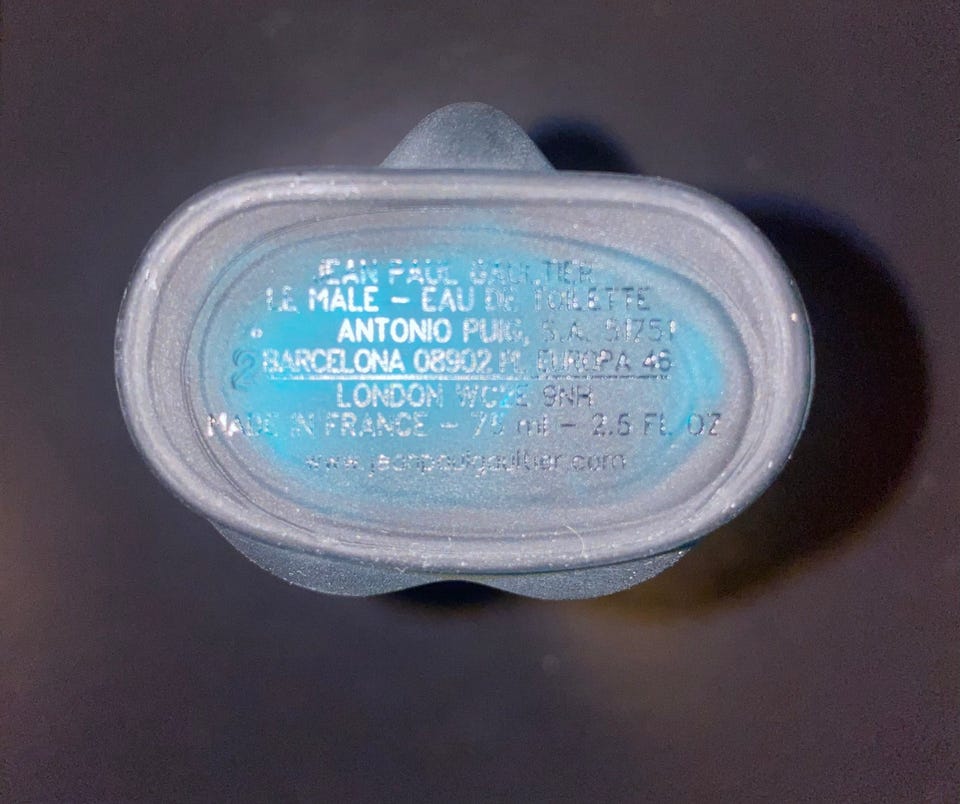 JEAN PAUL GAULTIER
LE MALE – EAU DE TOILETTE
ANTONIO PUIG, S.A. 51751
BARCELONA 08902 Pl. EUROPA 46
2
LONDON WC2E 9NR
MADE IN FRANCE – 75 ml – 2.5 FL OZ
www.jeanpaulgaultier.com